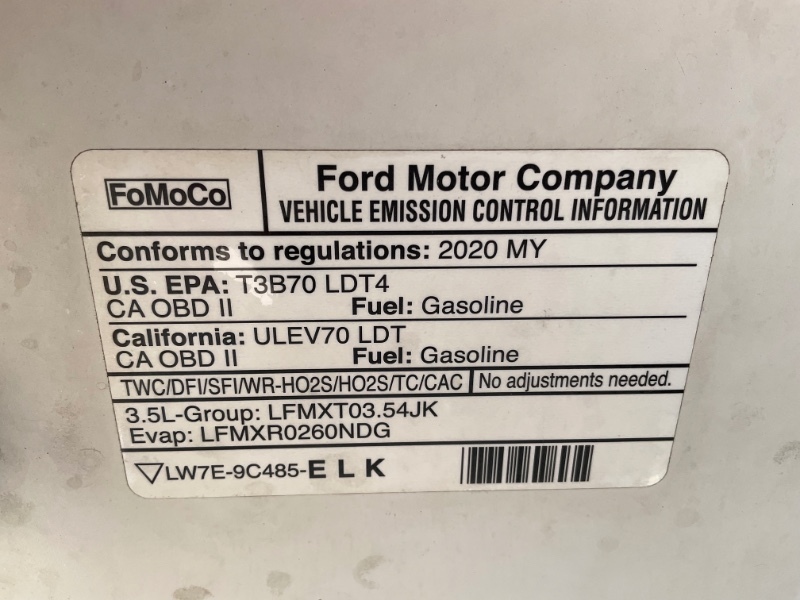 FoMoCo
Ford Motor Company
VEHICLE EMISSION CONTROL INFORMATION
Conforms to regulations: 2020 MY
U.S. EPA: T3B70 LDT4
CA OBD II Fuel: Gasoline
California: ULEV70 LDT
CA OBD II Fuel: Gasoline
TWC/DFI/SFI/WR-HO2S/HO2S/TC/CAC No adjustments needed.
3.5L-Group: LFMXT03.54JK
Evap: LFMXR0260NDG
LW7E-9C485-E L K